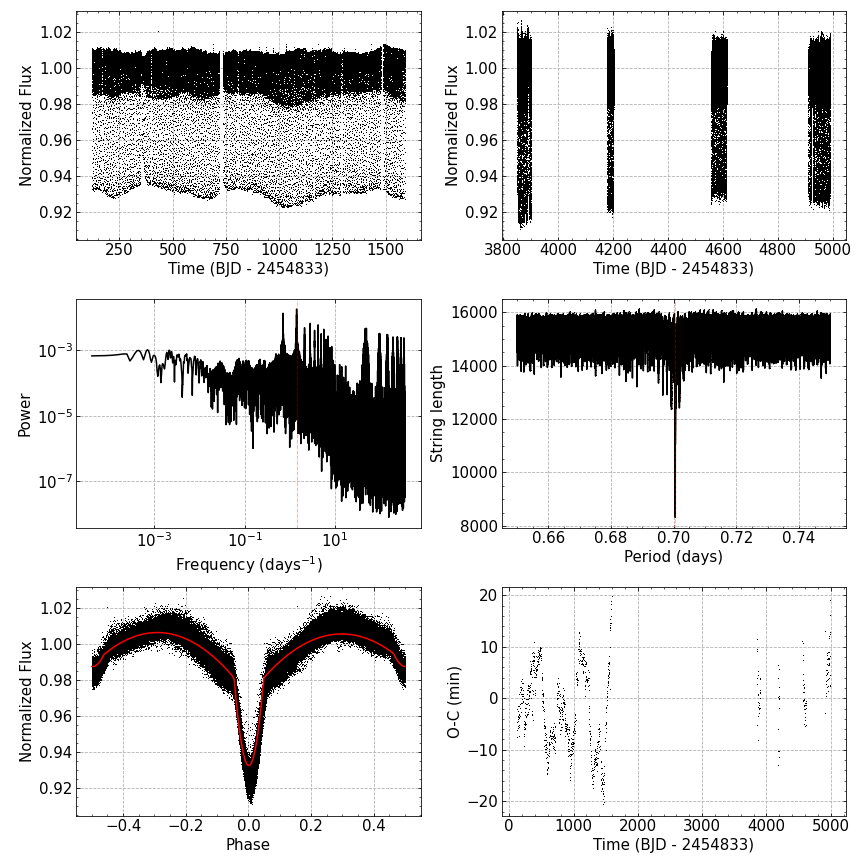 1.02
1.00
0.98
0.96
0.94
0.92
Normalized Flux
250 500 750 1000 1250 1500
Time (BJD - 2454833)
1.02
1.00
0.98
0.96
0.94
0.92
Normalized Flux
3800 4000 4200 4400 4600 4800 5000
Time (BJD - 2454833)
10⁻³
10⁻⁵
10⁻⁷
Power
10⁻³ 10⁻¹ 10¹
Frequency (days⁻¹)
16000
14000
12000
10000
8000
String length
0.66 0.68 0.70 0.72 0.74
Period (days)
1.02
1.00
0.98
0.96
0.94
0.92
Normalized Flux
−0.4 −0.2 0.0 0.2 0.4
Phase
20
10
0
−10
−20
O-C (min)
0 1000 2000 3000 4000 5000
Time (BJD - 2454833)